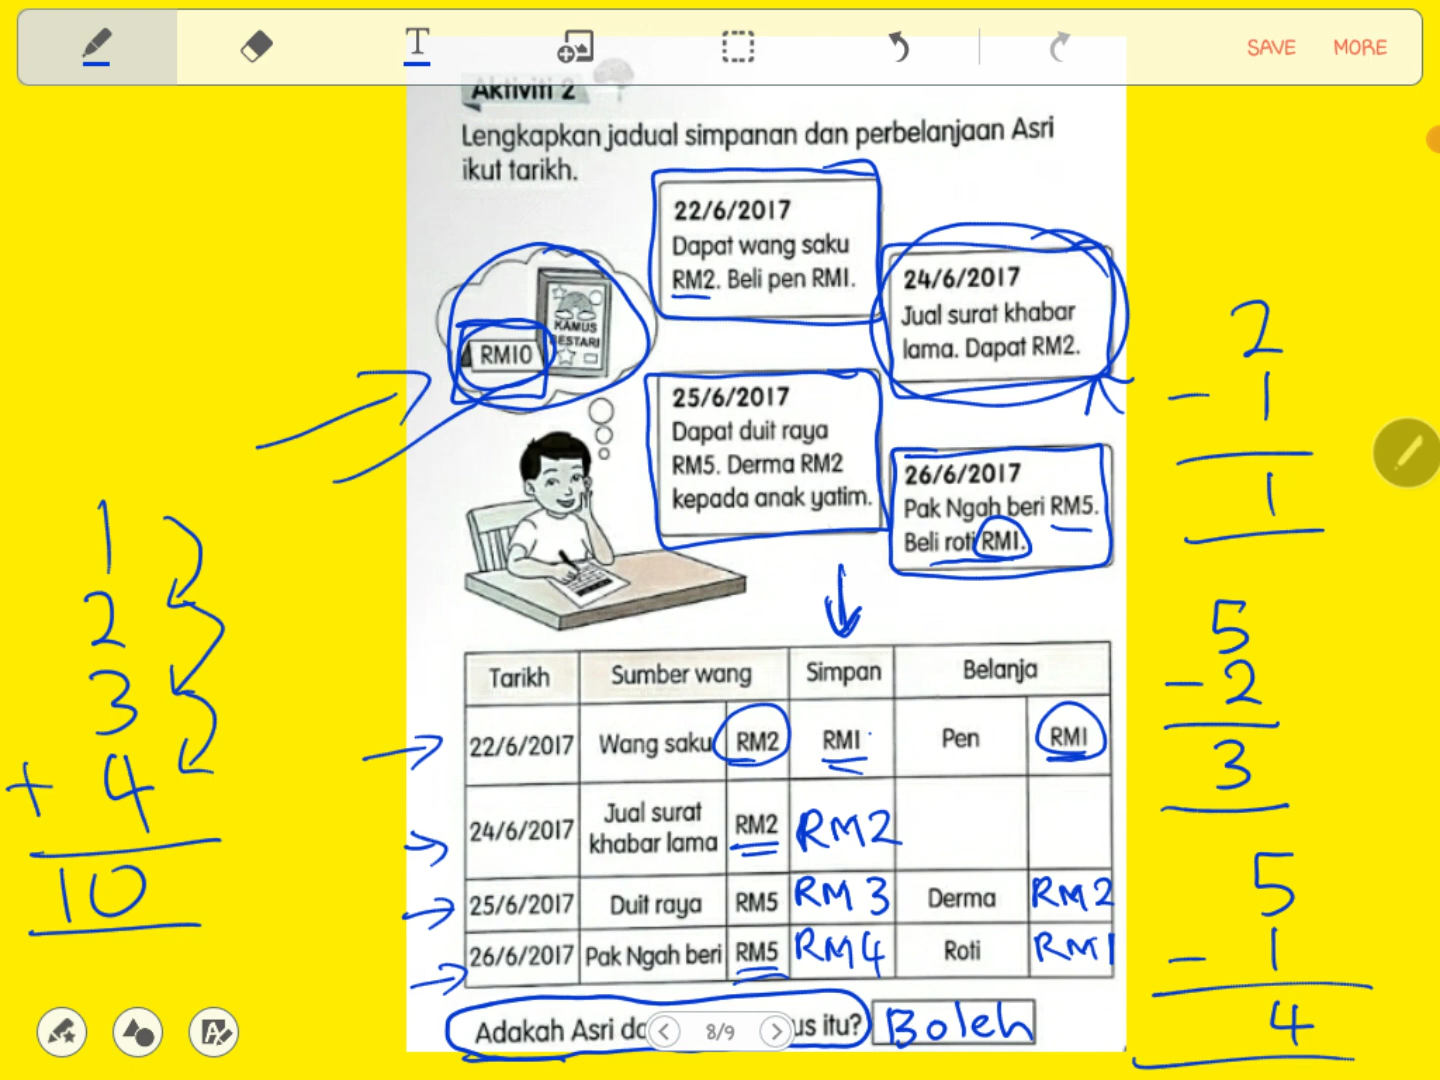 T
SAVE
MORE
Aktiviti 2
Lengkapkan jadual simpanan dan perbelanjaan Asri
ikut tarikh.
22/6/2017
Dapat wang saku
RM2. Beli pen RM1.
24/6/2017
Jual surat khabar
lama. Dapat RM2.
KAMUS
BESTARI
RM10
25/6/2017
Dapat duit raya
RM5. Derma RM2
kepada anak yatim.
26/6/2017
Pak Ngah beri RM5.
Beli roti RM1.
2
- 1
1
5
- 2
3
5
- 1
4
1
2
3
+ 4
10
Tarikh Sumber wang Simpan Belanja
22/6/2017 Wang saku RM2 RM1 Pen RM1
24/6/2017 Jual surat khabar lama RM2 RM2
25/6/2017 Duit raya RM5 RM3 Derma RM2
26/6/2017 Pak Ngah beri RM5 RM4 Roti RM1
Adakah Asri itu? Boleh
8/9